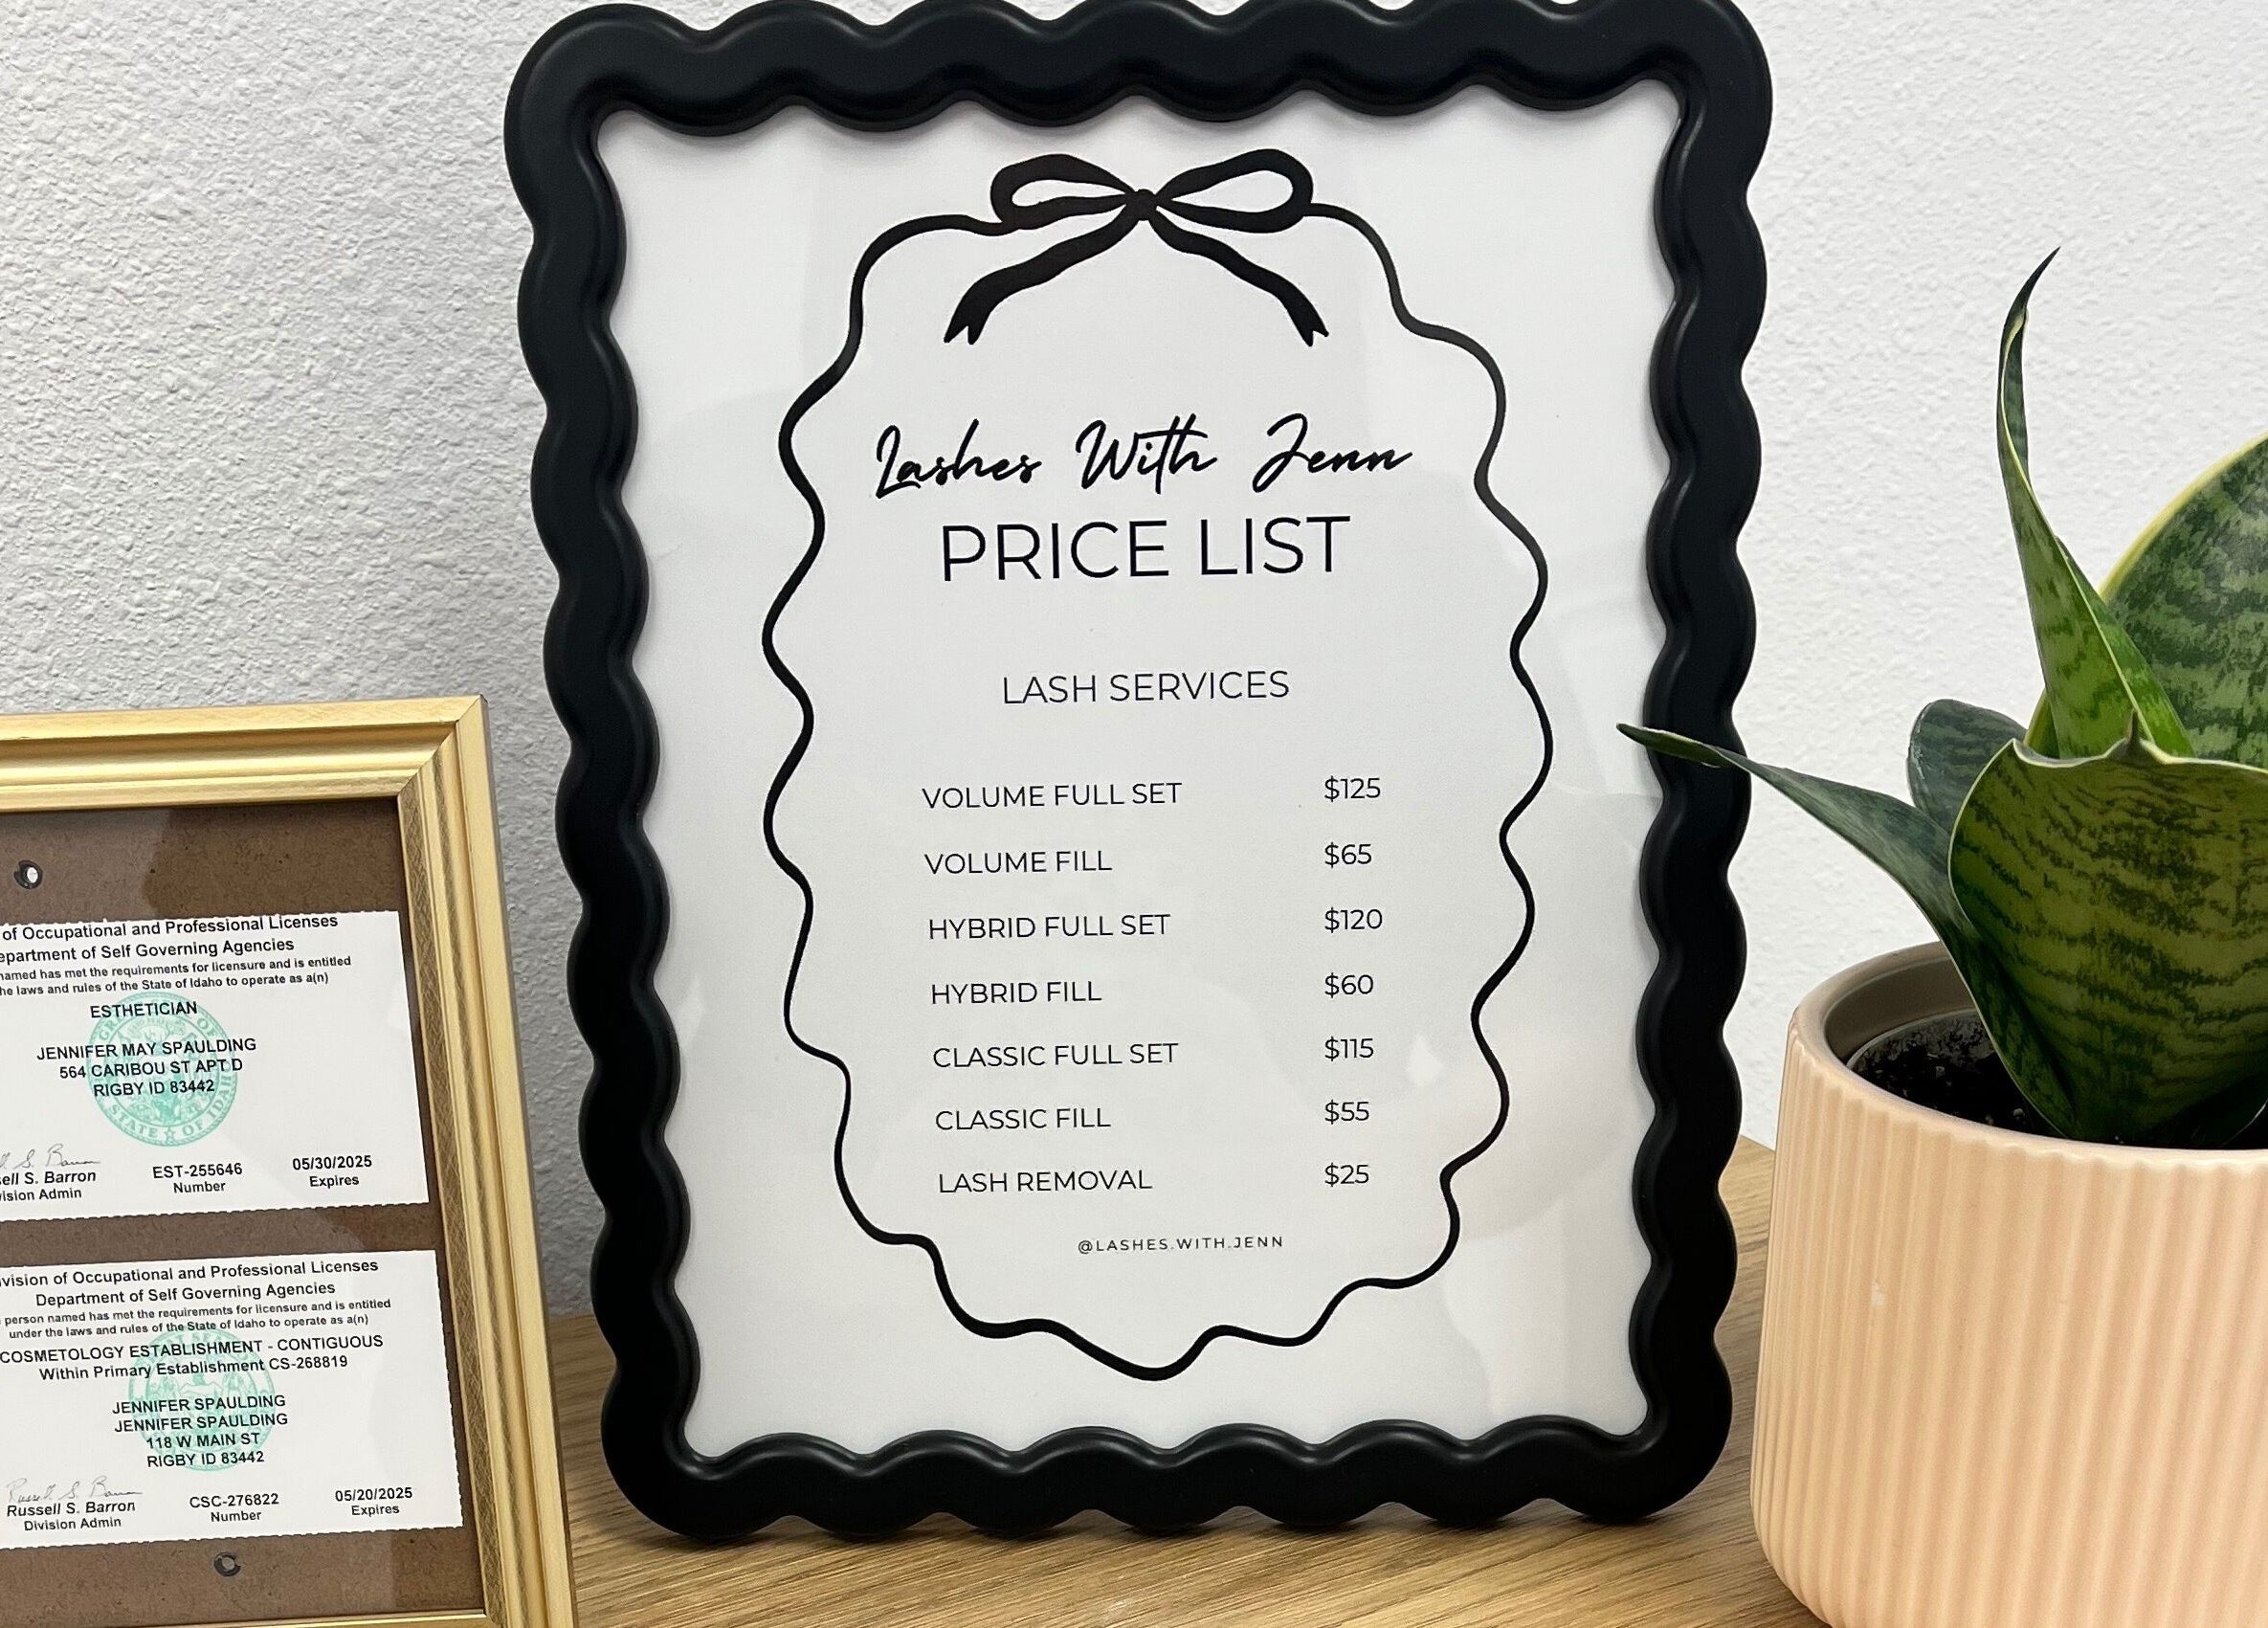 Lashes With Jenn
PRICE LIST
LASH SERVICES
VOLUME FULL SET $125
VOLUME FILL $65
HYBRID FULL SET $120
HYBRID FILL $60
CLASSIC FULL SET $115
CLASSIC FILL $55
LASH REMOVAL $25
@LASHES.WITH.JENN
of Occupational and Professional Licenses
Department of Self Governing Agencies
named has met the requirements for licensure and is entitled
the laws and rules of the State of Idaho to operate as a(n)
ESTHETICIAN
JENNIFER MAY SPAULDING
564 CARIBOU ST APT D
RIGBY ID 83442
STATE OF IDAHO
S. Barron
EST-255646
Number
05/30/2025
Expires
Admin
Division of Occupational and Professional Licenses
Department of Self Governing Agencies
person named has met the requirements for licensure and is entitled
under the laws and rules of the State of Idaho to operate as a(n)
COSMETOLOGY ESTABLISHMENT - CONTIGUOUS
Within Primary Establishment CS-268819
JENNIFER SPAULDING
JENNIFER SPAULDING
118 W MAIN ST
RIGBY ID 83442
Russell S. Barron
Russell S. Barron
Division Admin
CSC-276822
Number
05/20/2025
Expires